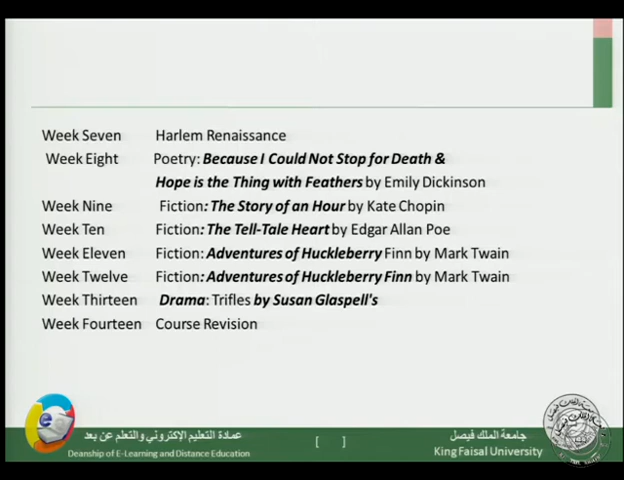 Week Seven Harlem Renaissance
Week Eight Poetry: Because I Could Not Stop for Death &
Hope is the Thing with Feathers by Emily Dickinson
Week Nine Fiction: The Story of an Hour by Kate Chopin
Week Ten Fiction: The Tell-Tale Heart by Edgar Allan Poe
Week Eleven Fiction: Adventures of Huckleberry Finn by Mark Twain
Week Twelve Fiction: Adventures of Huckleberry Finn by Mark Twain
Week Thirteen Drama: Trifles by Susan Glaspell's
Week Fourteen Course Revision
عمادة التعليم الإكتروني والتعلم عن بعد
Deanship of E-Learning and Distance Education
[ ]
جامعة الملك فيصل
King Faisal University